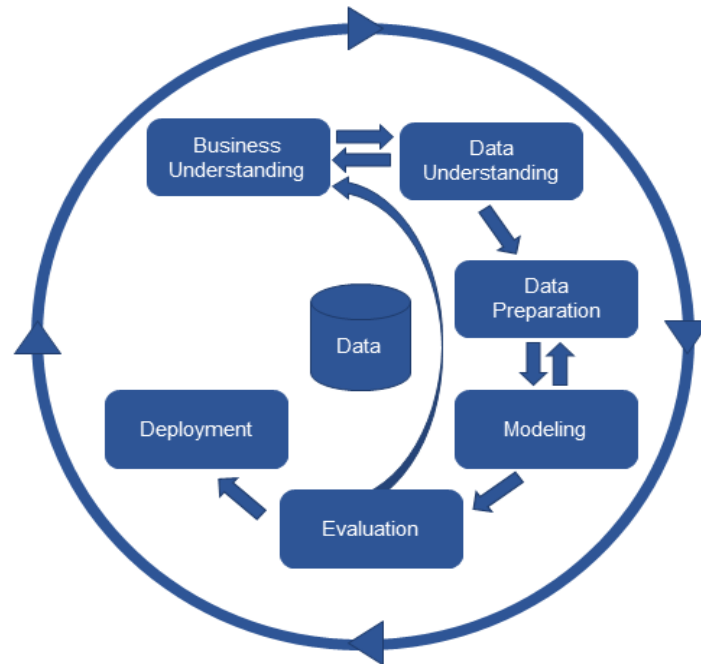 Business
Understanding
Data
Understanding
Data
Preparation
Data
Deployment
Modeling
Evaluation